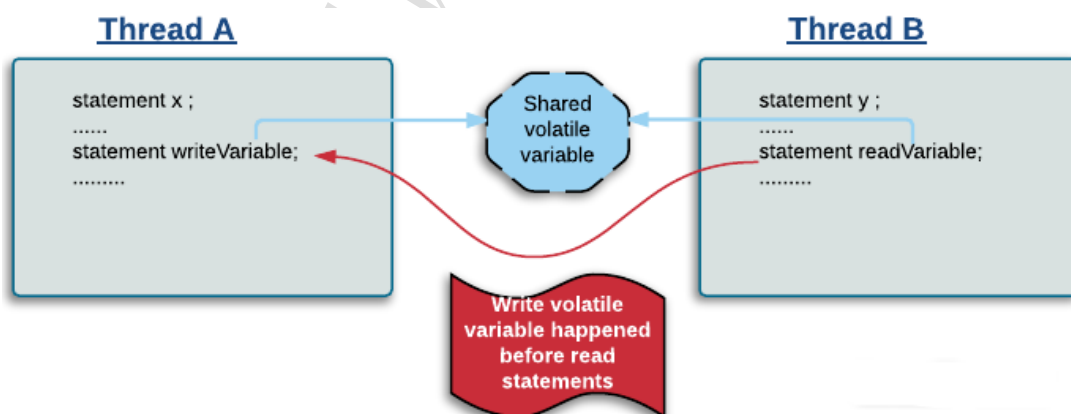 Thread A
Thread B
statement x ;
......
statement writeVariable;
.........
Shared
volatile
variable
statement y ;
......
statement readVariable;
.........
Write volatile
variable happened
before read
statements